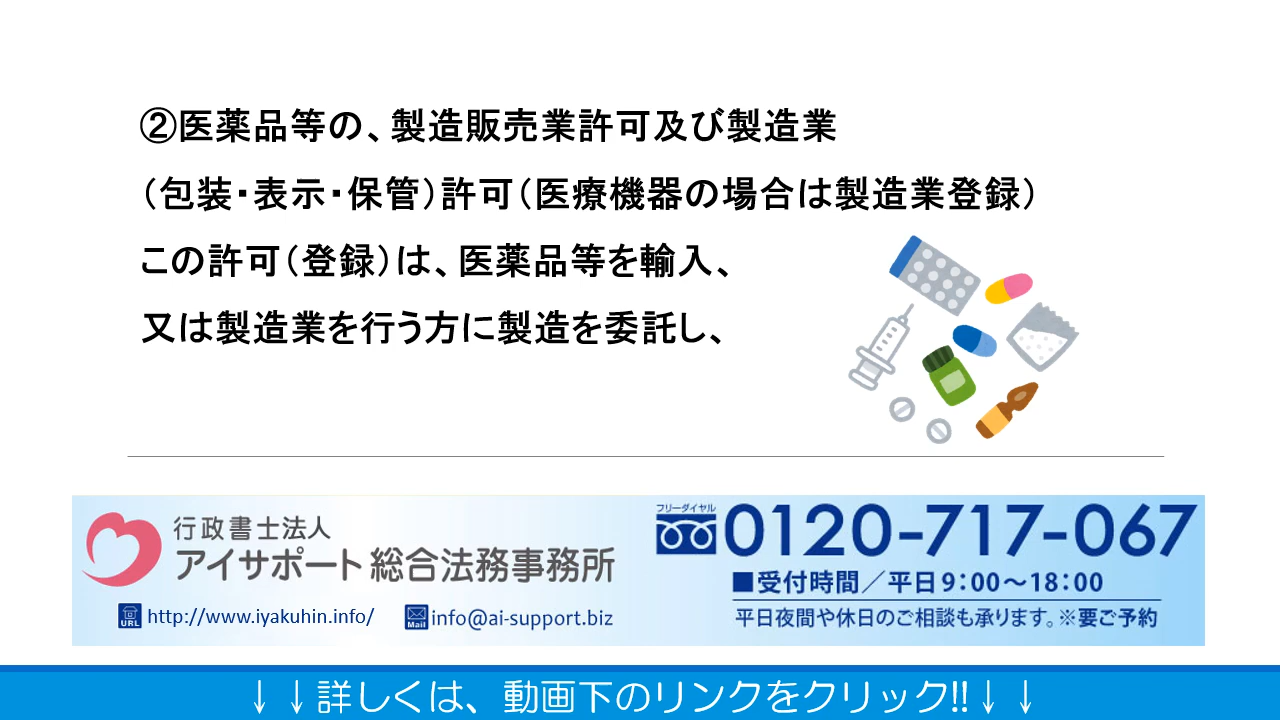 ②医薬品等の、製造販売業許可及び製造業
（包装・表示・保管）許可（医療機器の場合は製造業登録）
この許可（登録）は、医薬品等を輸入、
又は製造業を行う方に製造を委託し、
行政書士法人
アイサポート 総合法務事務所
URL http://www.iyakuhin.info/
Mail info@ai-support.biz
フリーダイヤル
0120-717-067
■受付時間／平日9:00〜18:00
平日夜間や休日のご相談も承ります。※要ご予約
↓↓詳しくは、動画下のリンクをクリック!!↓↓